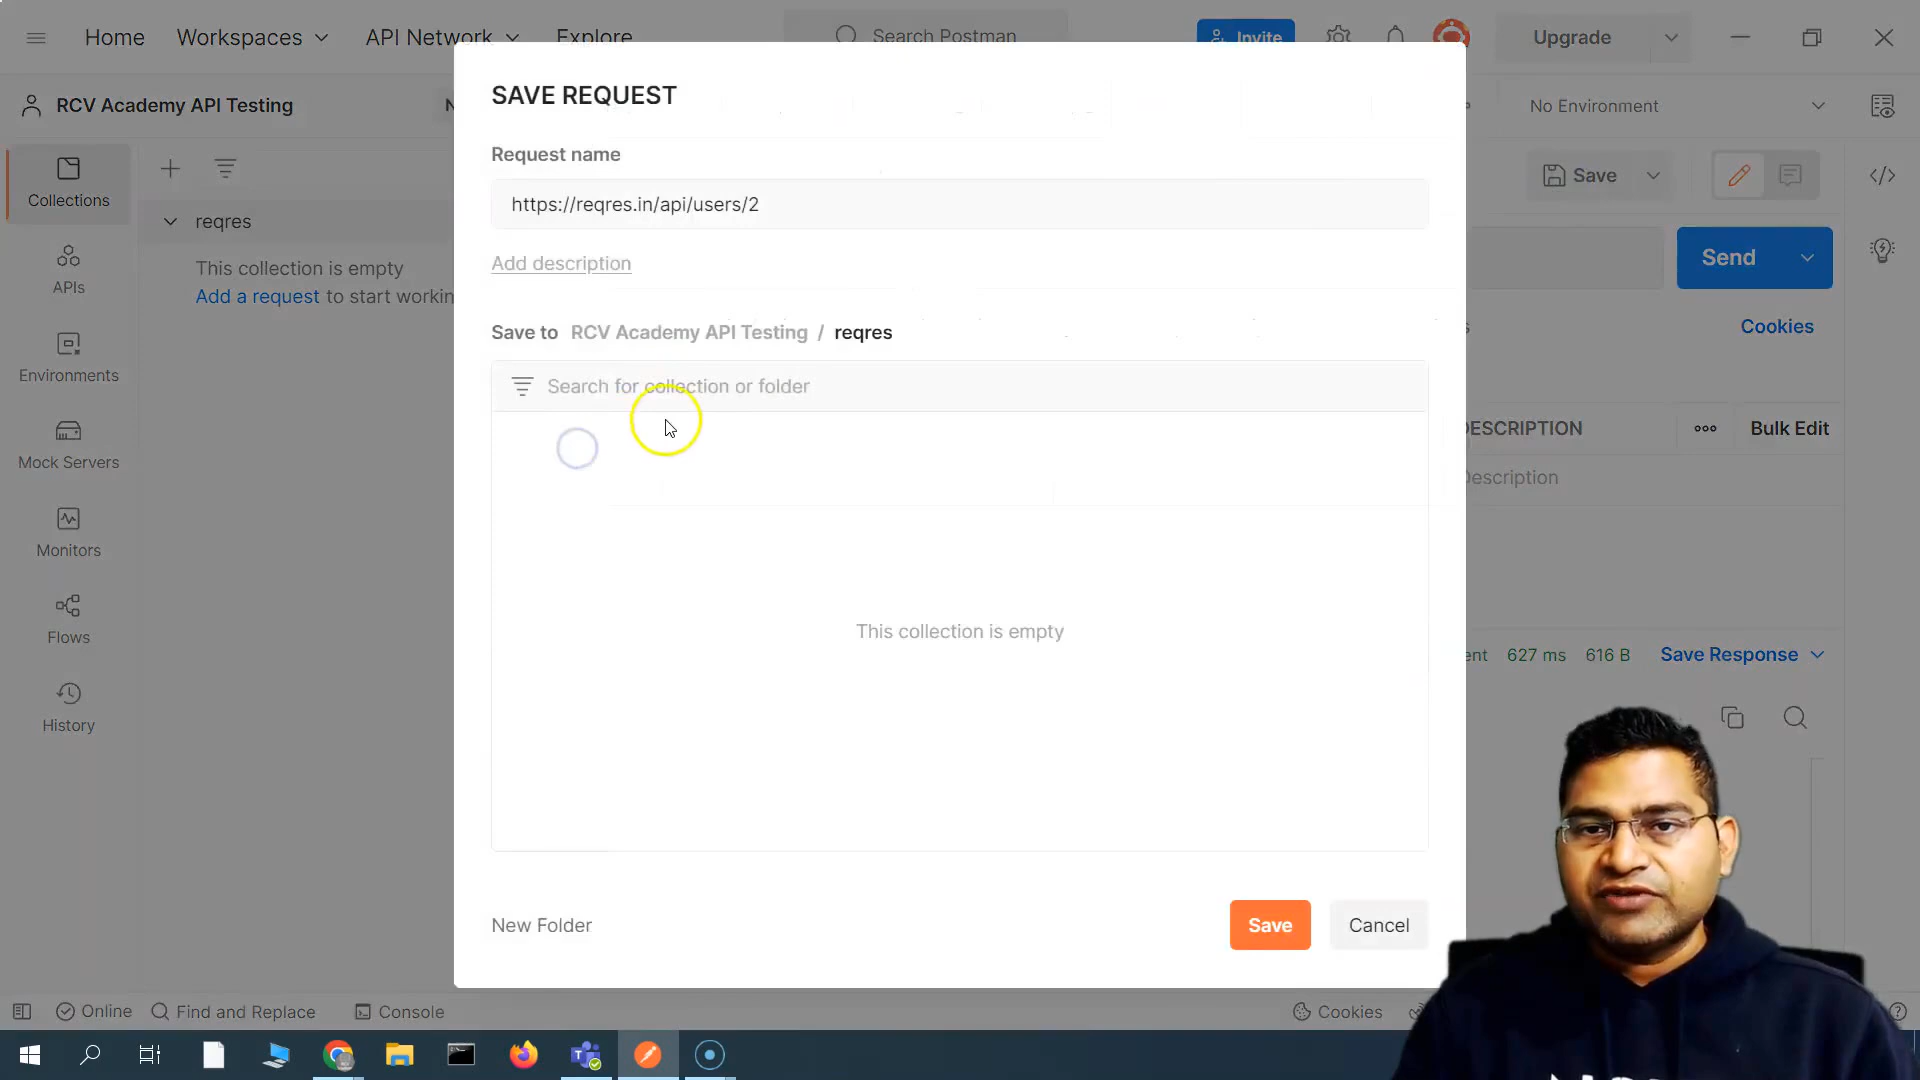 Home Workspaces API Network Explore Search Postman Invite Upgrade
RCV Academy API Testing No Environment
SAVE REQUEST
Request name
https://reqres.in/api/users/2
Add description
Save to RCV Academy API Testing / reqres
Search for collection or folder
This collection is empty
New Folder Save Cancel
Collections
APIs
Environments
Mock Servers
Monitors
Flows
History
reqres
This collection is empty
Add a request to start workin
Save
Send
Cookies
DESCRIPTION Bulk Edit
Description
627 ms 616 B Save Response
Online Find and Replace Console Cookies